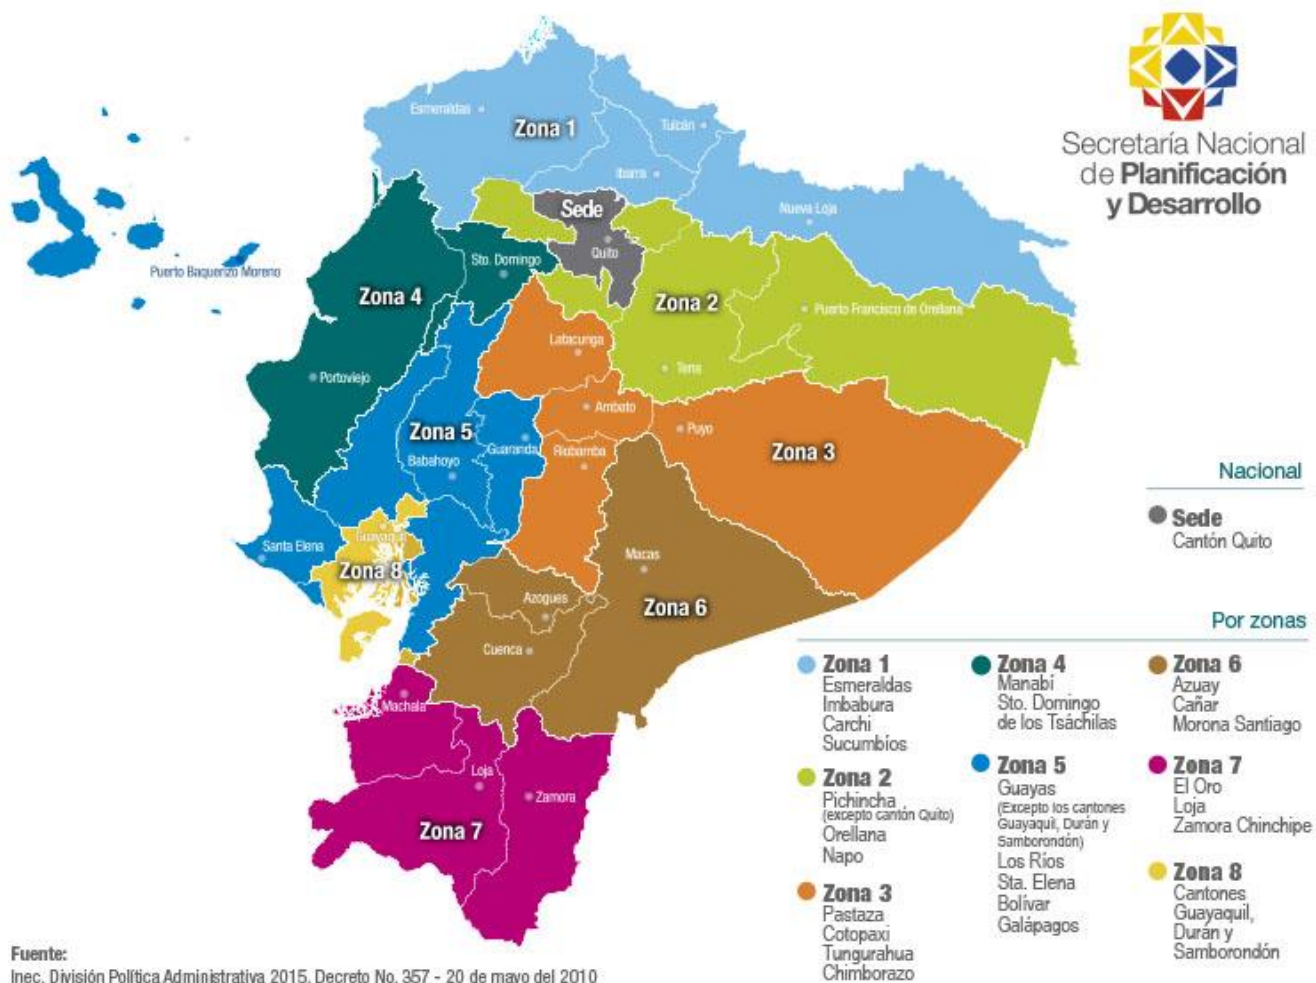 Secretaría Nacional
de Planificación
y Desarrollo
Esmeraldas
Zona 1
Tulcán
Ibarra
Nueva Loja
Sede
Quito
Puerto Baquerizo Moreno
Sto. Domingo
Zona 4
Zona 2
Puerto Francisco de Orellana
Latacunga
Tena
Portoviejo
Ambato
Puyo
Zona 5
Guaranda
Zona 3
Babahoyo
Riobamba
Guayaquil
Santa Elena
Zona 8
Macas
Azogues
Zona 6
Cuenca
Machala
Loja
Zamora
Zona 7
Nacional
Sede
Cantón Quito
Por zonas
Zona 1
Esmeraldas
Imbabura
Carchi
Sucumbíos
Zona 2
Pichincha
(excepto cantón Quito)
Orellana
Napo
Zona 3
Pastaza
Cotopaxi
Tungurahua
Chimborazo
Zona 4
Manabí
Sto. Domingo
de los Tsáchilas
Zona 5
Guayas
(Excepto los cantones
Guayaquil, Durán y
Samborondón)
Los Ríos
Sta. Elena
Bolívar
Galápagos
Zona 6
Azuay
Cañar
Morona Santiago
Zona 7
El Oro
Loja
Zamora Chinchipe
Zona 8
Cantones
Guayaquil,
Durán y
Samborondón
Fuente:
Inec. División Política Administrativa 2015. Decreto No. 357 - 20 de mayo del 2010